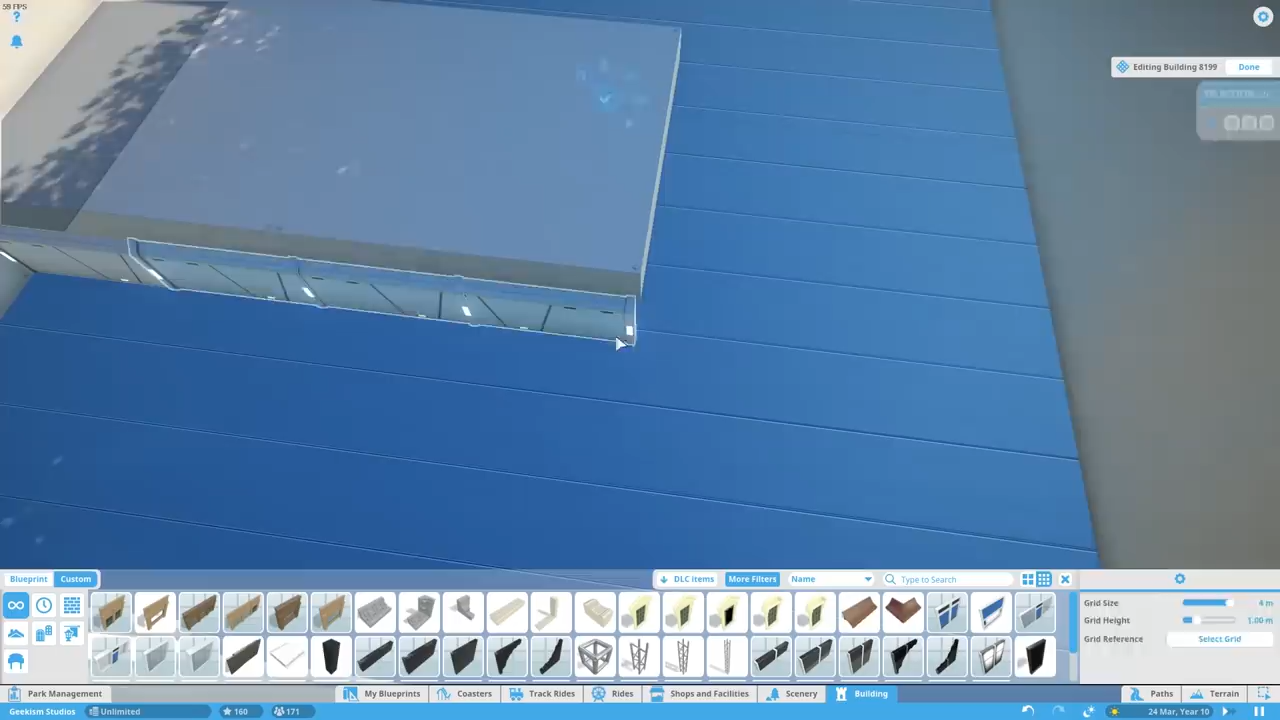 59 FPS
?
Editing Building 8199
Done
Blueprint
Custom
DLC items
More Filters
Name
Type to Search
Grid Size
4 m
Grid Height
1.00 m
Grid Reference
Select Grid
Park Management
My Blueprints
Coasters
Track Rides
Rides
Shops and Facilities
Scenery
Building
Paths
Terrain
Geekism Studios
Unlimited
160
171
24 Mar, Year 10